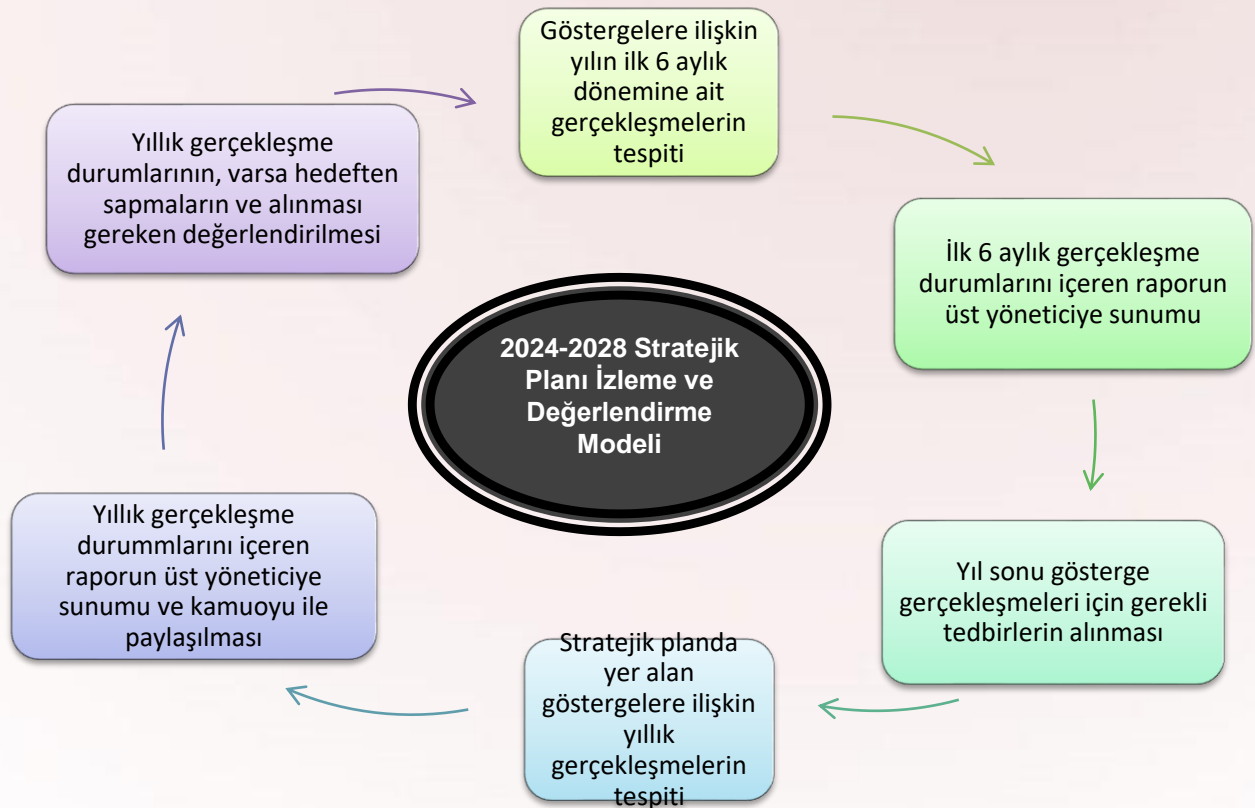 Göstergelere ilişkin
yılın ilk 6 aylık
dönemine ait
gerçekleşmelerin
tespiti
İlk 6 aylık gerçekleşme
durumlarını içeren raporun
üst yöneticiye sunumu
Yıl sonu gösterge
gerçekleşmeleri için gerekli
tedbirlerin alınması
Stratejik planda
yer alan
göstergelere ilişkin
yıllık
gerçekleşmelerin
tespiti
Yıllık gerçekleşme
durummlarını içeren
raporun üst yöneticiye
sunumu ve kamuoyu ile
paylaşılması
Yıllık gerçekleşme
durumlarının, varsa hedeften
sapmaların ve alınması
gereken değerlendirilmesi
2024-2028 Stratejik
Planı İzleme ve
Değerlendirme
Modeli